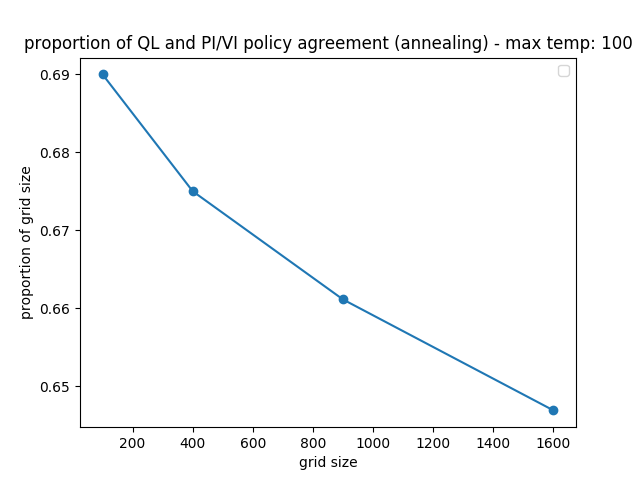 proportion of QL and PI/VI policy agreement (annealing) - max temp: 100
0.69
0.68
0.67
0.66
0.65
proportion of grid size
200 400 600 800 1000 1200 1400 1600
grid size